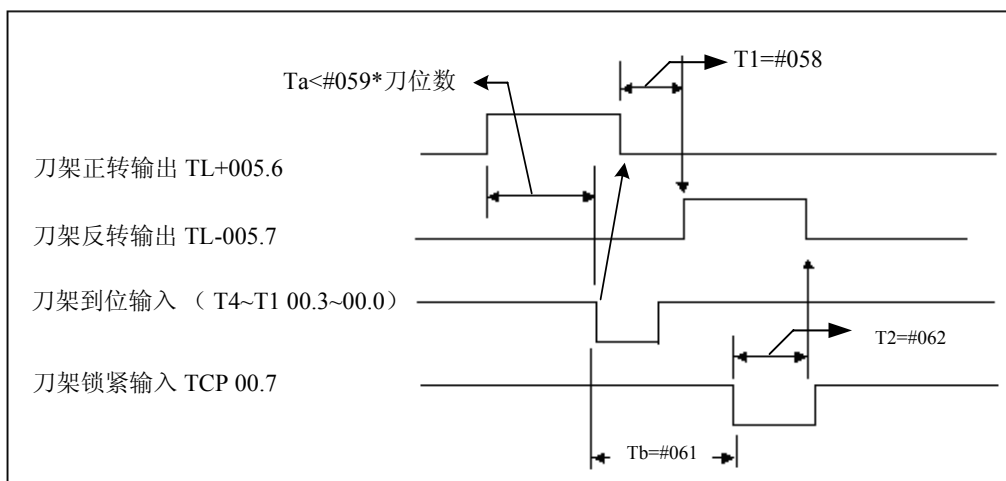 T1=#058
Ta<#059*刀位数
刀架正转输出 TL+005.6
刀架反转输出 TL-005.7
刀架到位输入 （ T4~T1 00.3~00.0）
T2=#062
刀架锁紧输入 TCP 00.7
Tb=#061